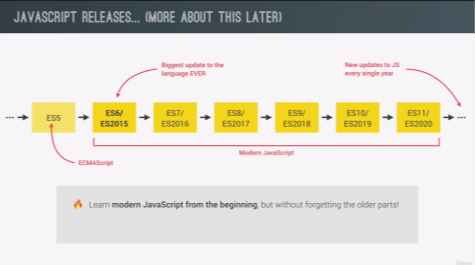 JAVASCRIPT RELEASES... (MORE ABOUT THIS LATER)
Biggest update to the
language EVER
New updates to JS
every single year
...
ES5
ES6/
ES2015
ES7/
ES2016
ES8/
ES2017
ES9/
ES2018
ES10/
ES2019
ES11/
ES2020
...
Modern JavaScript
ECMAScript
🔥 Learn modern JavaScript from the beginning, but without forgetting the older parts!